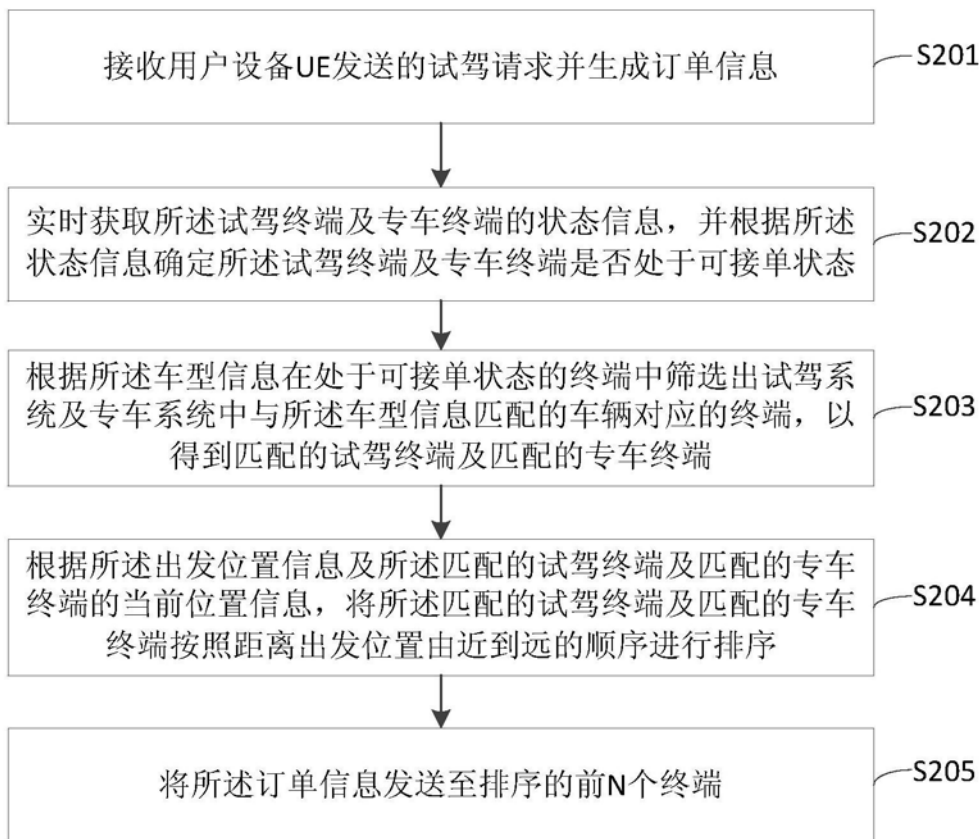 接收用户设备UE发送的试驾请求并生成订单信息
S201
实时获取所述试驾终端及专车终端的状态信息，并根据所述
状态信息确定所述试驾终端及专车终端是否处于可接单状态
S202
根据所述车型信息在处于可接单状态的终端中筛选出试驾系
统及专车系统中与所述车型信息匹配的车辆对应的终端，以
得到匹配的试驾终端及匹配的专车终端
S203
根据所述出发位置信息及所述匹配的试驾终端及匹配的专车
终端的当前位置信息，将所述匹配的试驾终端及匹配的专车
终端按照距离出发位置由近到远的顺序进行排序
S204
将所述订单信息发送至排序的前N个终端
S205